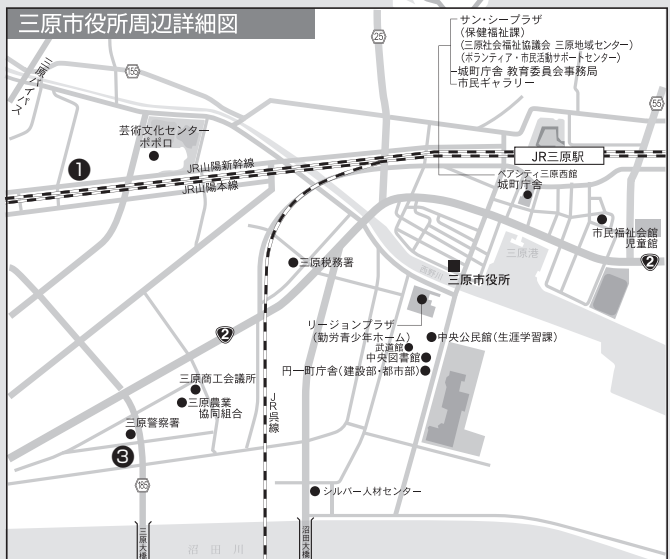 三原市役所周辺詳細図
サン・シープラザ
(保健福祉課)
(三原社会福祉協議会 三原地域センター)
(ボランティア・市民活動サポートセンター)
城町庁舎 教育委員会事務局
市民ギャラリー
25
155
55
三原バイパス
芸術文化センター
ポポロ
❶
JR山陽新幹線
JR山陽本線
JR三原駅
ペアシティ三原西館
城町庁舎
市民福祉会館
児童館
三原港
2
三原税務署
西野川
三原市役所
リージョンプラザ
(勤労青少年ホーム)
中央公民館(生涯学習課)
武道館
中央図書館
円一町庁舎(建設部・都市部)
2
三原商工会議所
三原農業
協同組合
JR呉線
三原警察署
❸
185
シルバー人材センター
三原大橋
沼田川
沼田大橋